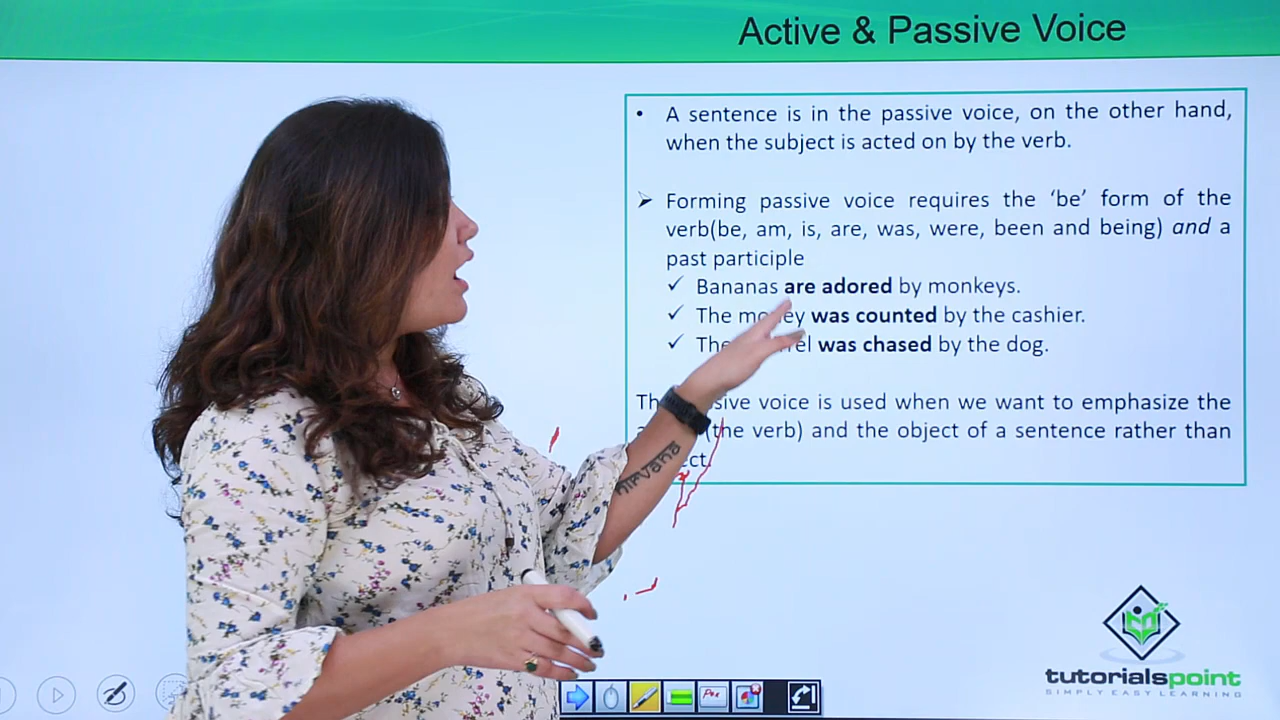 Active & Passive Voice
• A sentence is in the passive voice, on the other hand,
when the subject is acted on by the verb.
➢ Forming passive voice requires the ‘be’ form of the
verb(be, am, is, are, was, were, been and being) and a
past participle
✓ Bananas are adored by monkeys.
✓ The money was counted by the cashier.
✓ The was chased by the dog.
voice is used when we want to emphasize the
(the verb) and the object of a sentence rather than
nirvana
Pen
tutorialspoint
SIMPLY EASY LEARNING